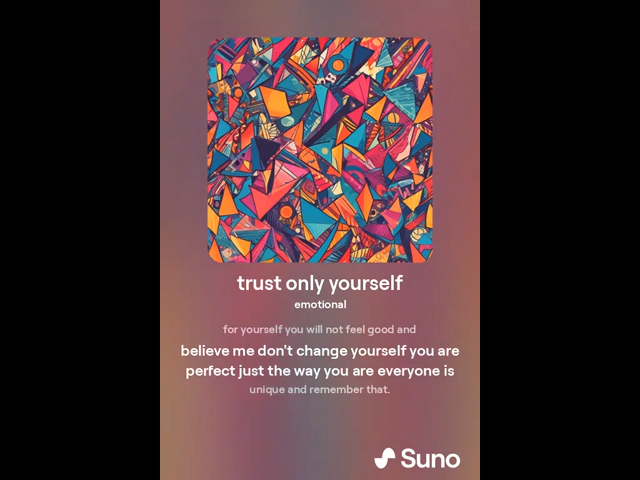 trust only yourself
emotional
for yourself you will not feel good and
believe me don't change yourself you are
perfect just the way you are everyone is
unique and remember that.
Suno